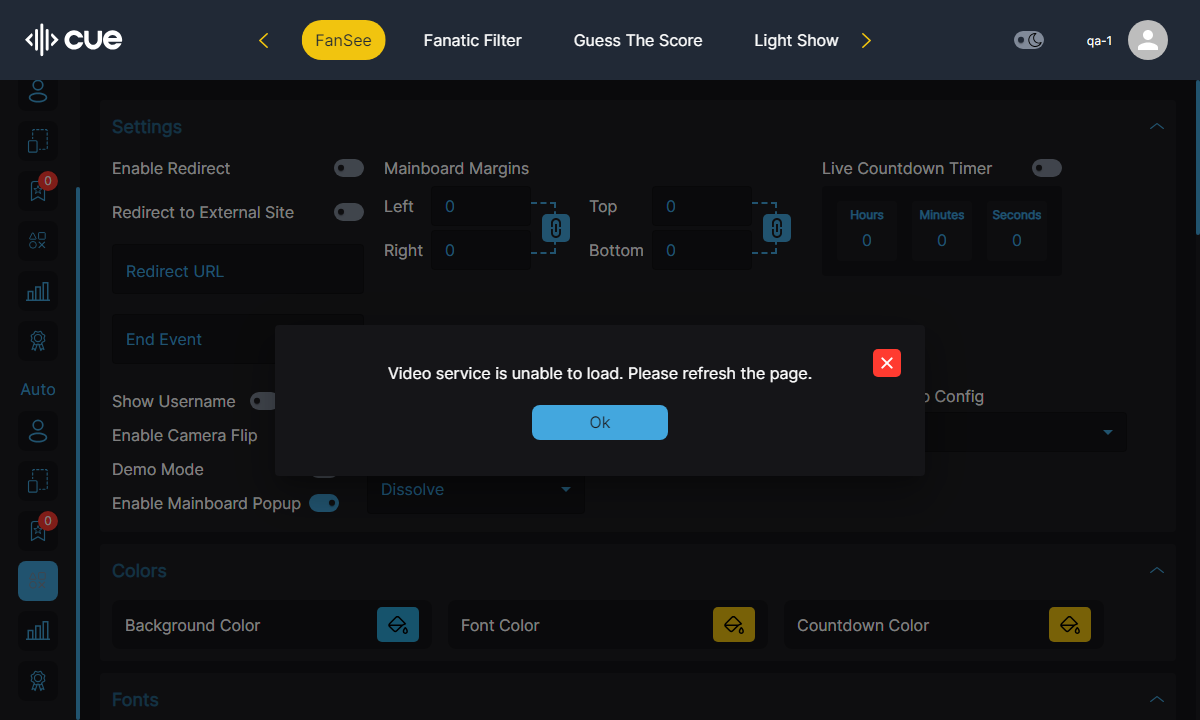 cue
FanSee
Fanatic Filter
Guess The Score
Light Show
qa-1
0
Auto
0
Settings
Enable Redirect
Mainboard Margins
Live Countdown Timer
Redirect to External Site
Left 0
Top 0
Right 0
Bottom 0
Hours Minutes Seconds
0 0 0
Redirect URL
End Event
Video service is unable to load. Please refresh the page.
Ok
Show Username
Config
Enable Camera Flip
Demo Mode
Enable Mainboard Popup
Dissolve
Colors
Background Color
Font Color
Countdown Color
Fonts